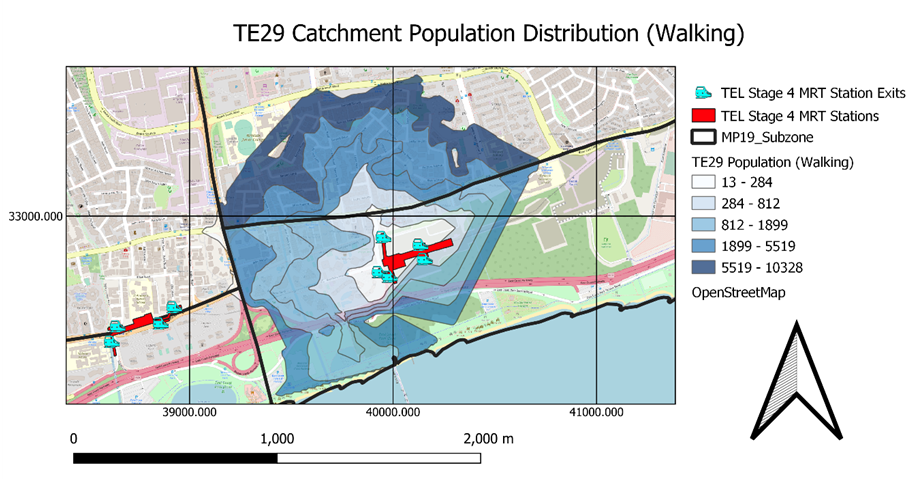 TE29 Catchment Population Distribution (Walking)
TEL Stage 4 MRT Station Exits
TEL Stage 4 MRT Stations
MP19_Subzone
TE29 Population (Walking)
13 - 284
284 - 812
812 - 1899
1899 - 5519
5519 - 10328
OpenStreetMap
33000.000
39000.000
40000.000
41000.000
0
1,000
2,000 m